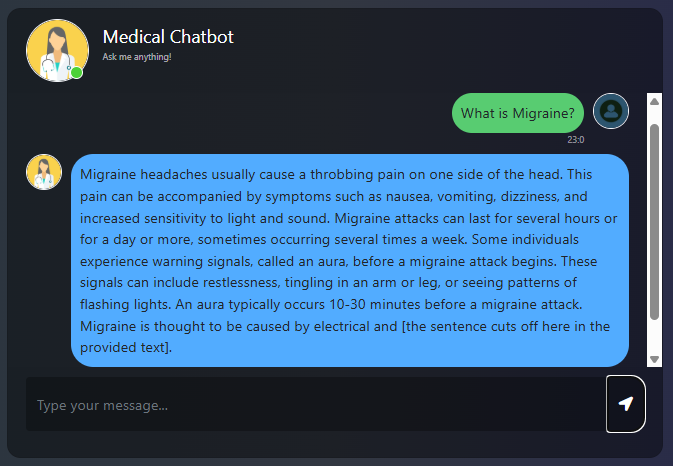 Medical Chatbot
Ask me anything!
What is Migraine?
23:0
Migraine headaches usually cause a throbbing pain on one side of the head. This
pain can be accompanied by symptoms such as nausea, vomiting, dizziness, and
increased sensitivity to light and sound. Migraine attacks can last for several hours or
for a day or more, sometimes occurring several times a week. Some individuals
experience warning signals, called an aura, before a migraine attack begins. These
signals can include restlessness, tingling in an arm or leg, or seeing patterns of
flashing lights. An aura typically occurs 10-30 minutes before a migraine attack.
Migraine is thought to be caused by electrical and [the sentence cuts off here in the
provided text].
Type your message...